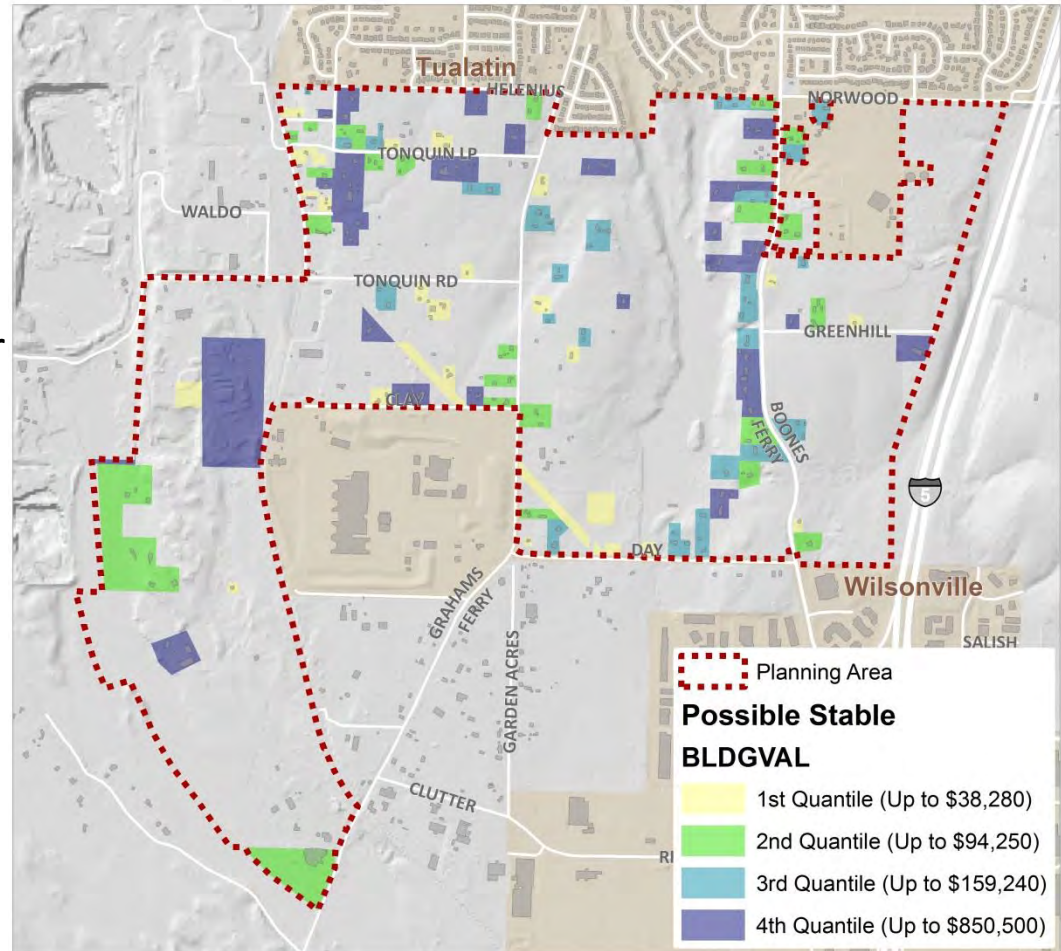 Tualatin
HELENIUS
NORWOOD
TONQUIN LP
WALDO
TONQUIN RD
GREENHILL
CLAY
BOONES
FERRY
5
DAY
Wilsonville
GRAHAMS
FERRY
SALISH
GARDEN ACRES
CLUTTER
Planning Area
Possible Stable
BLDGVAL
1st Quantile (Up to $38,280)
2nd Quantile (Up to $94,250)
3rd Quantile (Up to $159,240)
4th Quantile (Up to $850,500)